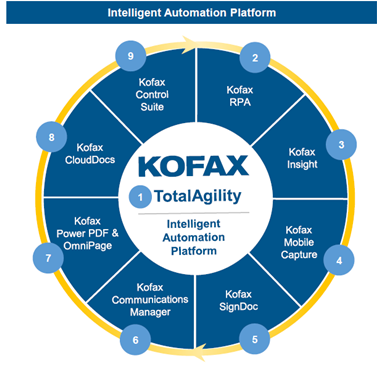 Intelligent Automation Platform
KOFAX
1 TotalAgility
Intelligent
Automation
Platform
2
Kofax
RPA
3
Kofax
Insight
4
Kofax
Mobile
Capture
5
Kofax
SignDoc
6
Kofax
Communications
Manager
7
Kofax
Power PDF &
OmniPage
8
Kofax
CloudDocs
9
Kofax
Control
Suite